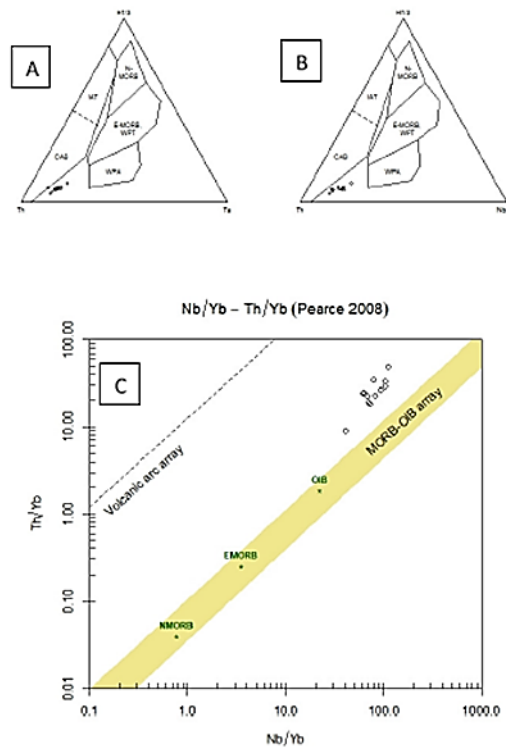 A
Hf/3
N-
MORB
IAT
E-MORB,
WPT
CAB
WPA
Th
Ta
B
Hf/3
N-
MORB
IAT
E-MORB,
WPT
CAB
WPA
Th
Nb
Nb/Yb – Th/Yb (Pearce 2008)
C
100.00
10.00
1.00
0.10
0.01
Th/Yb
Volcanic arc array
MORB-OIB array
OIB
EMORB
NMORB
0.1
1.0
10.0
100.0
1000.0
Nb/Yb